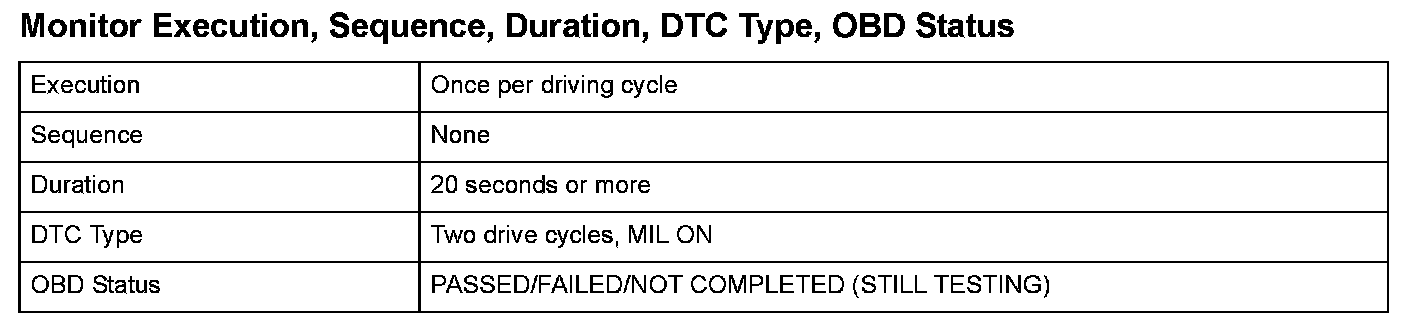 Monitor Execution, Sequence, Duration, DTC Type, OBD Status
Execution Once per driving cycle
Sequence None
Duration 20 seconds or more
DTC Type Two drive cycles, MIL ON
OBD Status PASSED/FAILED/NOT COMPLETED (STILL TESTING)